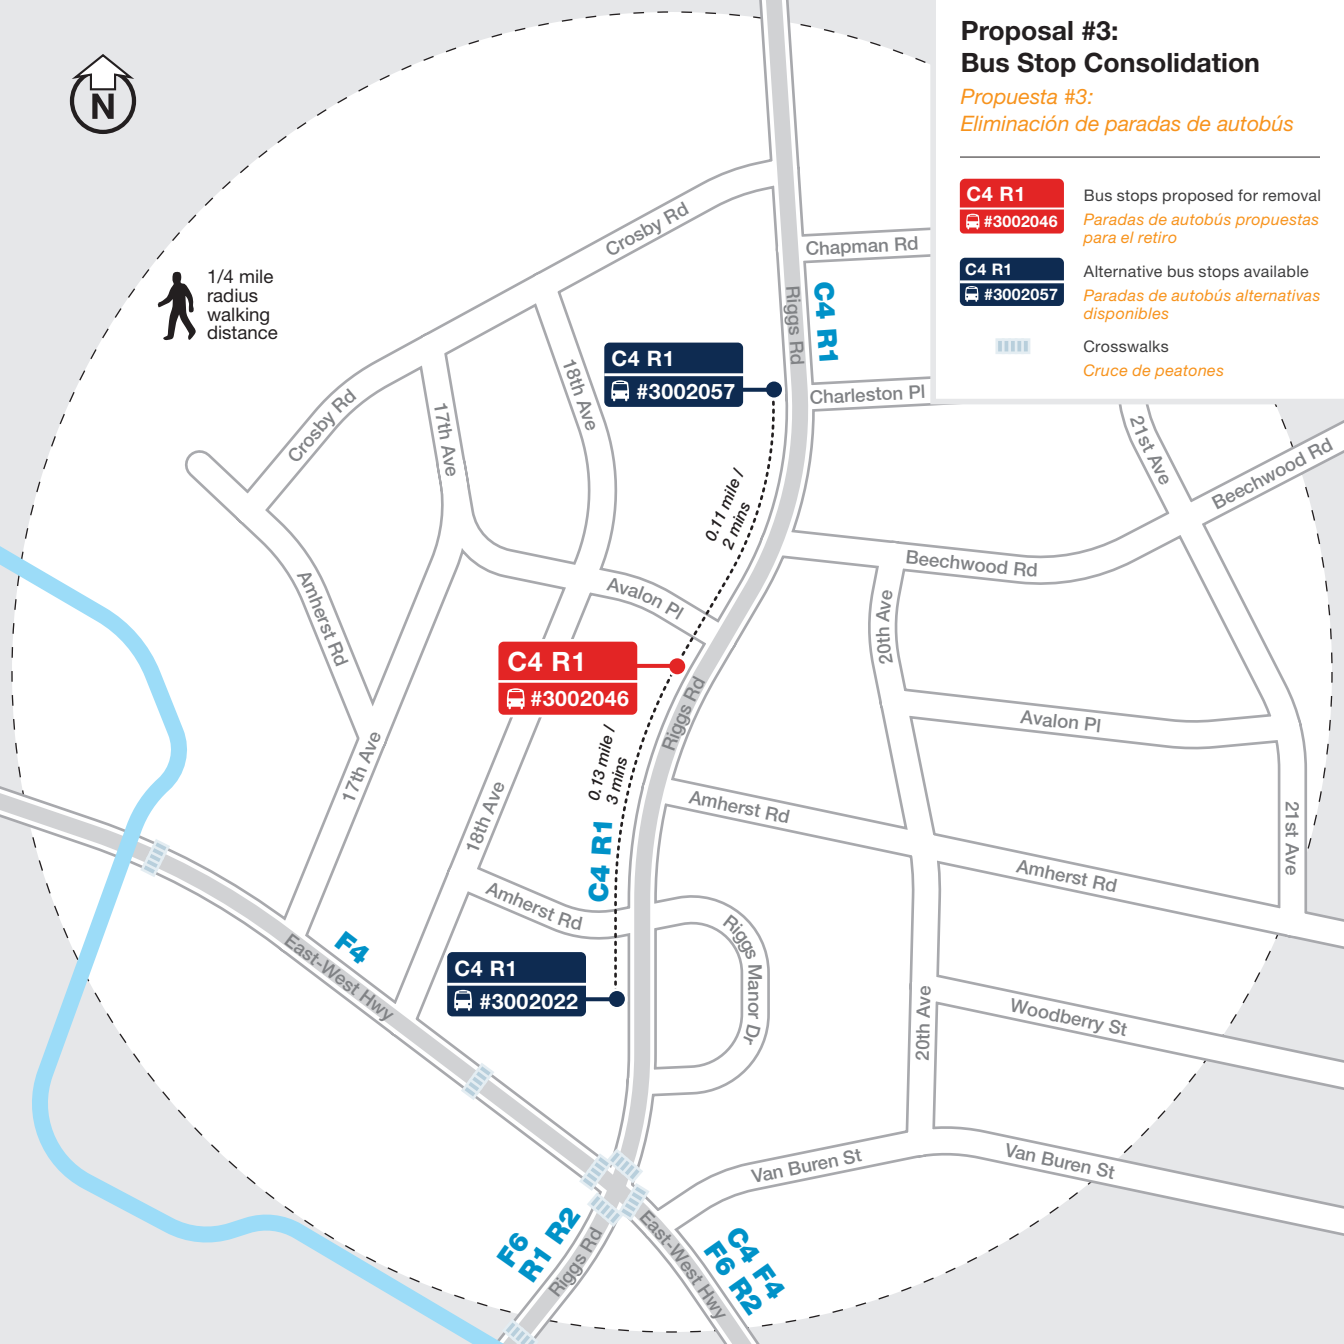 Proposal #3:
Bus Stop Consolidation
Propuesta #3:
Eliminación de paradas de autobús
C4 R1
#3002046
Bus stops proposed for removal
Paradas de autobús propuestas
para el retiro
C4 R1
#3002057
Alternative bus stops available
Paradas de autobús alternativas
disponibles
Crosswalks
Cruce de peatones
N
1/4 mile
radius
walking
distance
Crosby Rd
Chapman Rd
Riggs Rd
C4 R1
C4 R1
#3002057
Charleston Pl
18th Ave
Crosby Rd
17th Ave
21st Ave
Beechwood Rd
0.11 mile /
2 mins
Beechwood Rd
Amherst Rd
Avalon Pl
20th Ave
C4 R1
#3002046
Riggs Rd
Avalon Pl
17th Ave
0.13 mile /
3 mins
18th Ave
Amherst Rd
21st Ave
C4 R1
Amherst Rd
Amherst Rd
F4
East-West Hwy
Riggs Manor Dr
C4 R1
#3002022
20th Ave
Woodberry St
Van Buren St
Van Buren St
F6
R1 R2
Riggs Rd
East-West Hwy
C4 F4
F6 R2